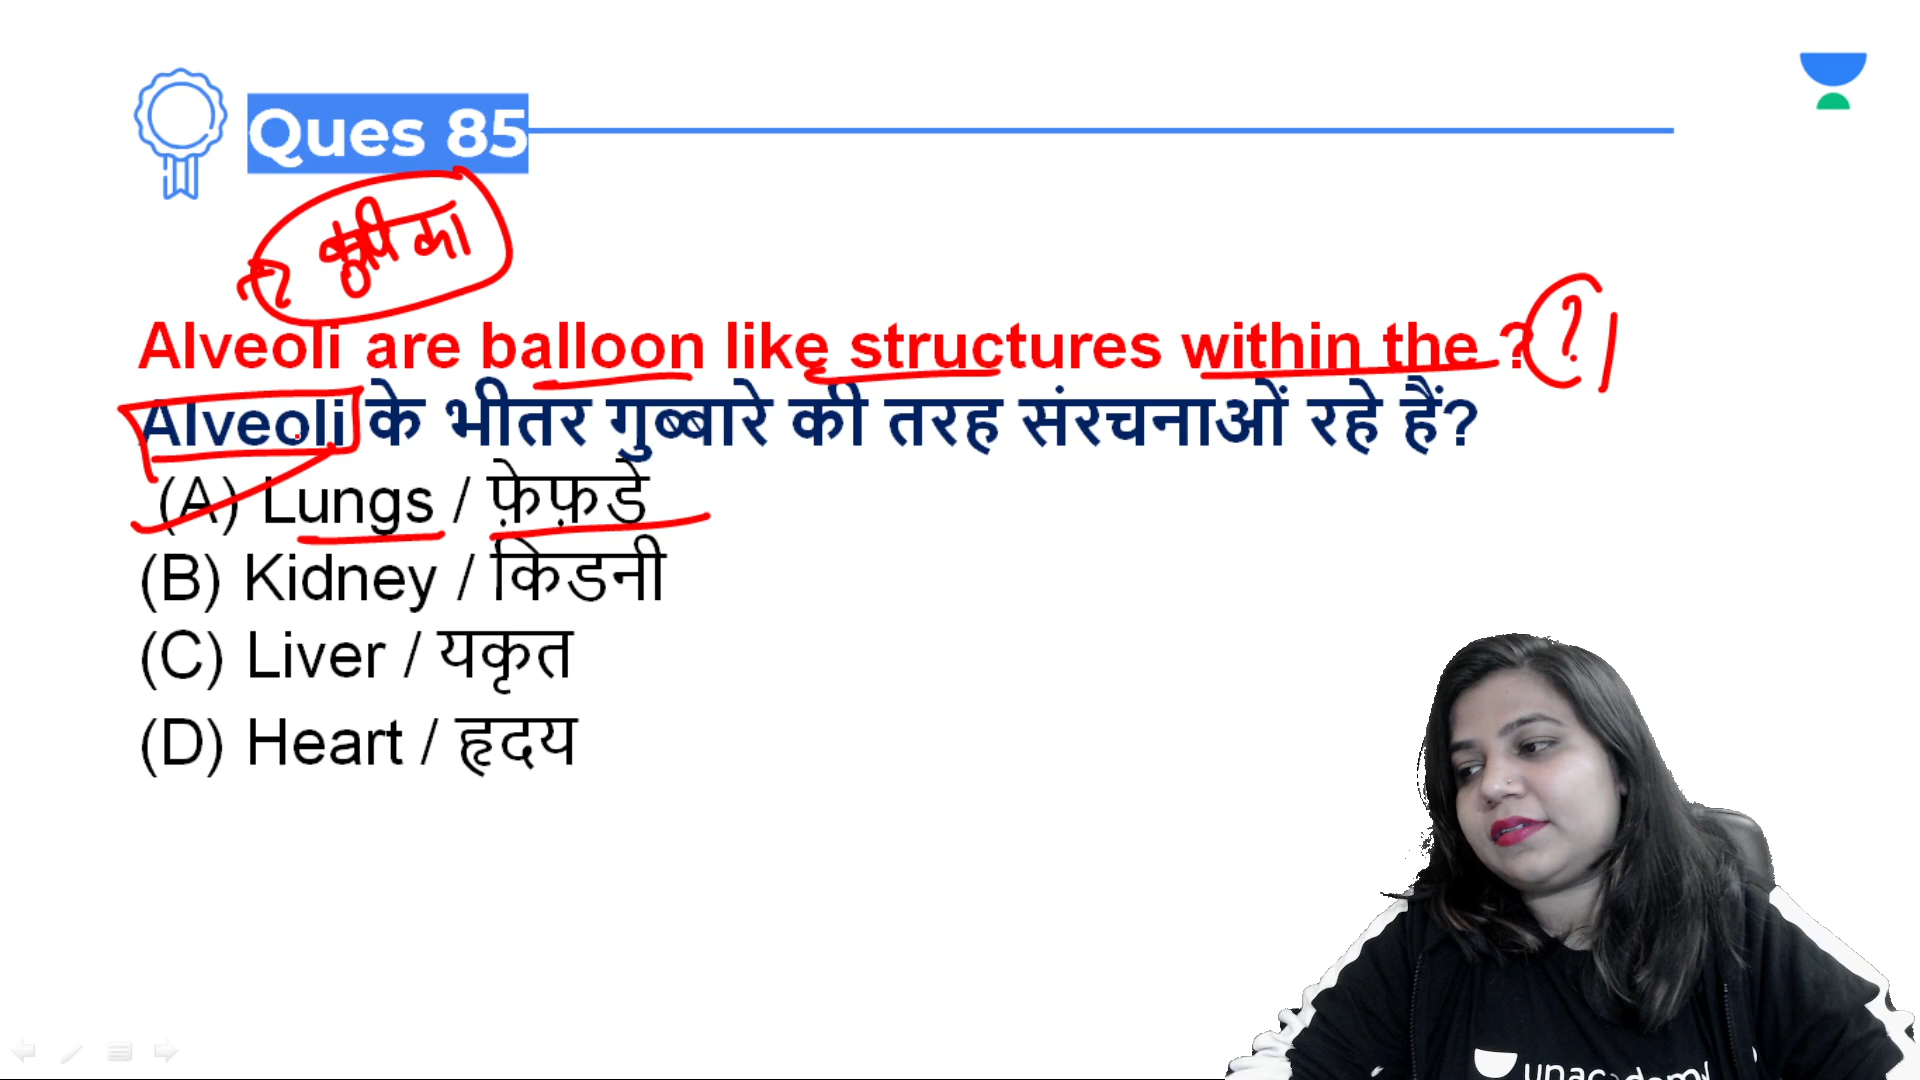 Ques 85
Alveoli are balloon like structures within the ?
?
Alveoli के भीतर गुब्बारे की तरह संरचनाओं रहे हैं?
(A) Lungs / फ़ेफ़डे
(B) Kidney / किडनी
(C) Liver / यकृत
(D) Heart / हृदय
unacademy